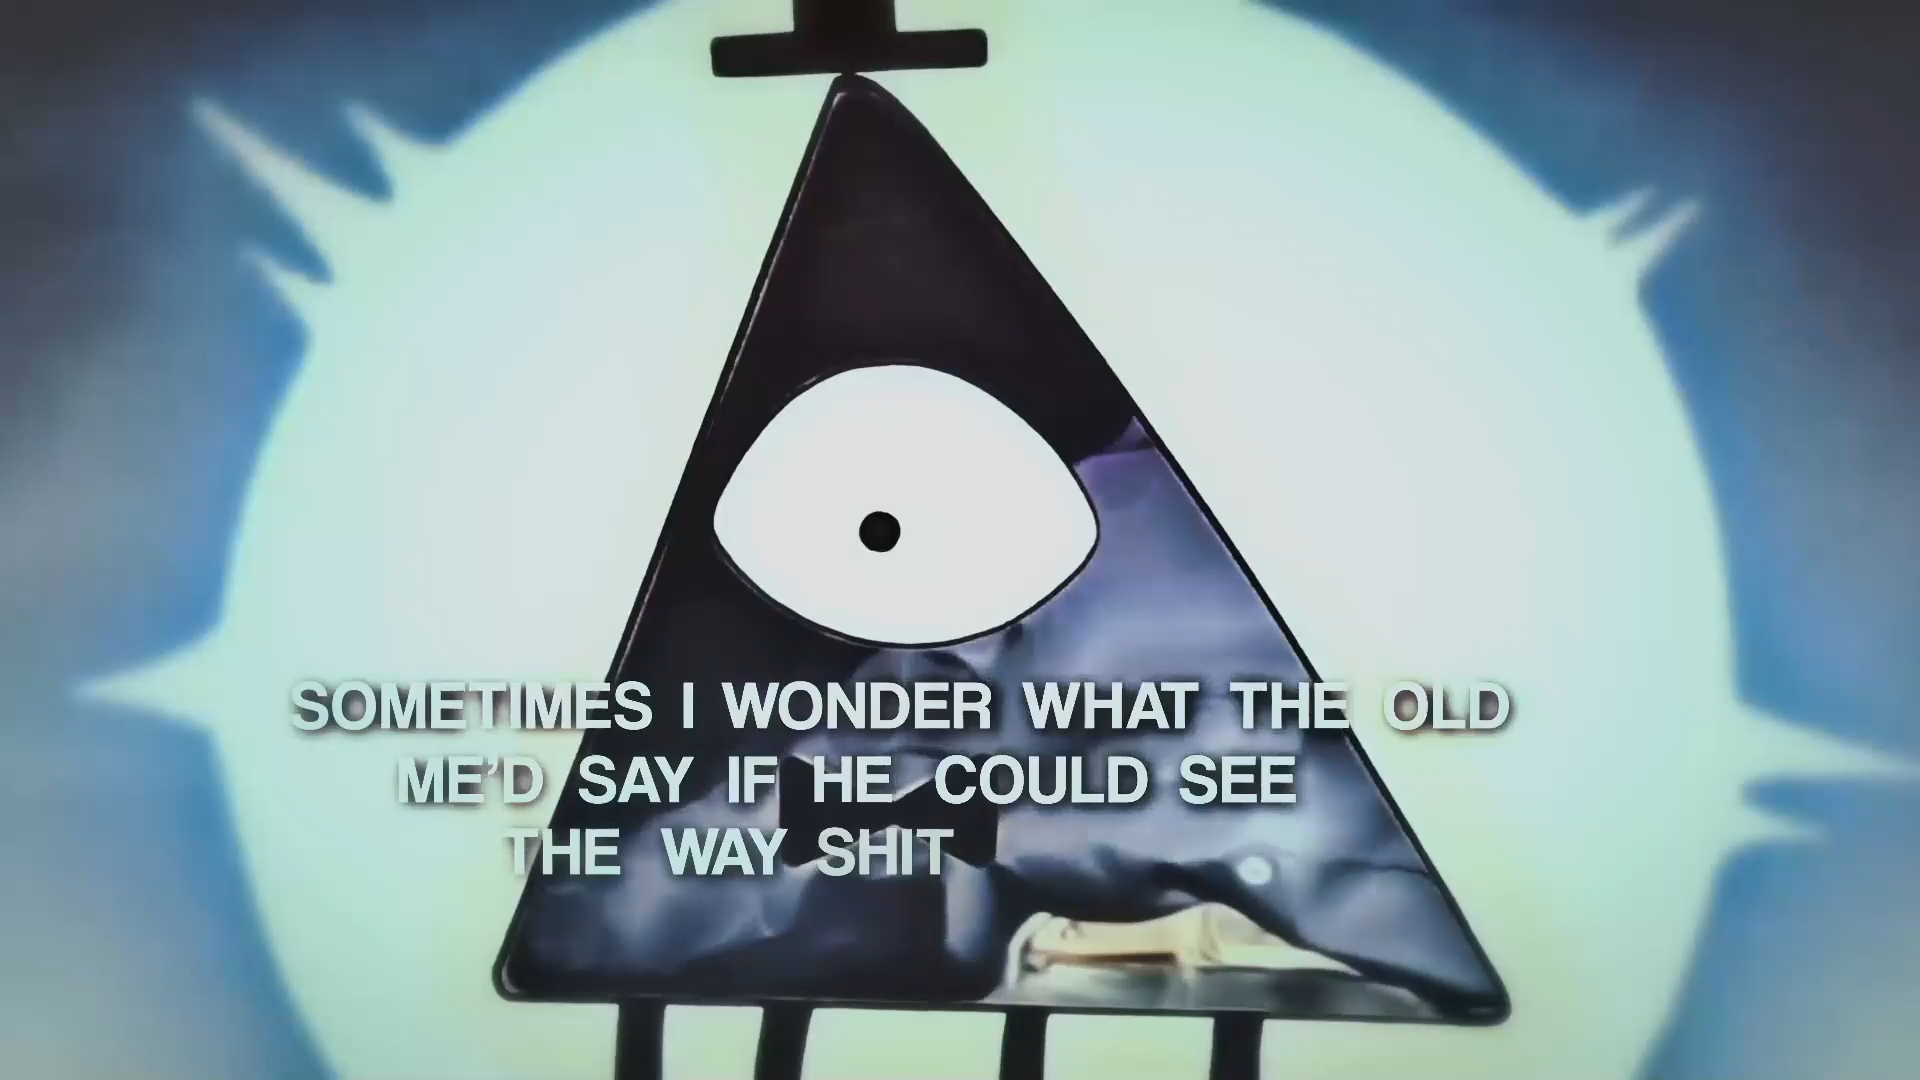 SOMETIMES I WONDER WHAT THE OLD
ME'D SAY IF HE COULD SEE
THE WAY SHIT